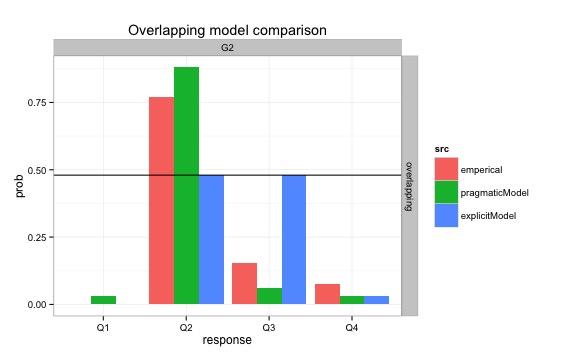 Overlapping model comparison
G2
prob
0.75
0.50
0.25
0.00
overlapping
src
emperical
pragmaticModel
explicitModel
Q1 Q2 Q3 Q4
response